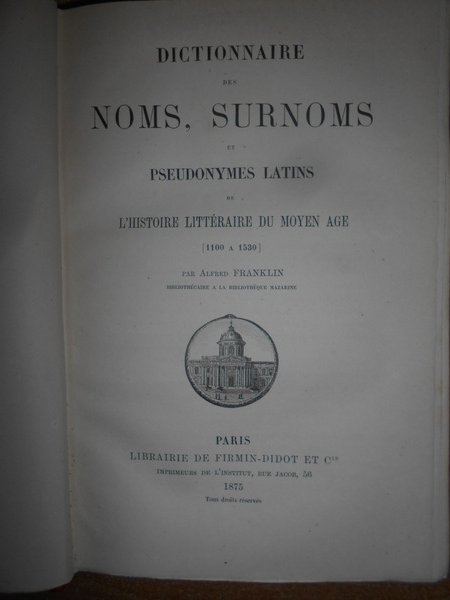 DICTIONNAIRE
DES
NOMS, SURNOMS
ET
PSEUDONYMES LATINS
DE
L'HISTOIRE LITTÉRAIRE DU MOYEN AGE
[1100 A 1530]
PAR ALFRED FRANKLIN
BIBLIOTHÉCAIRE A LA BIBLIOTHÈQUE MAZARINE
PARIS
LIBRAIRIE DE FIRMIN-DIDOT ET Cie
IMPRIMEURS DE L'INSTITUT, RUE JACOB, 56
1875
Tous droits réservés